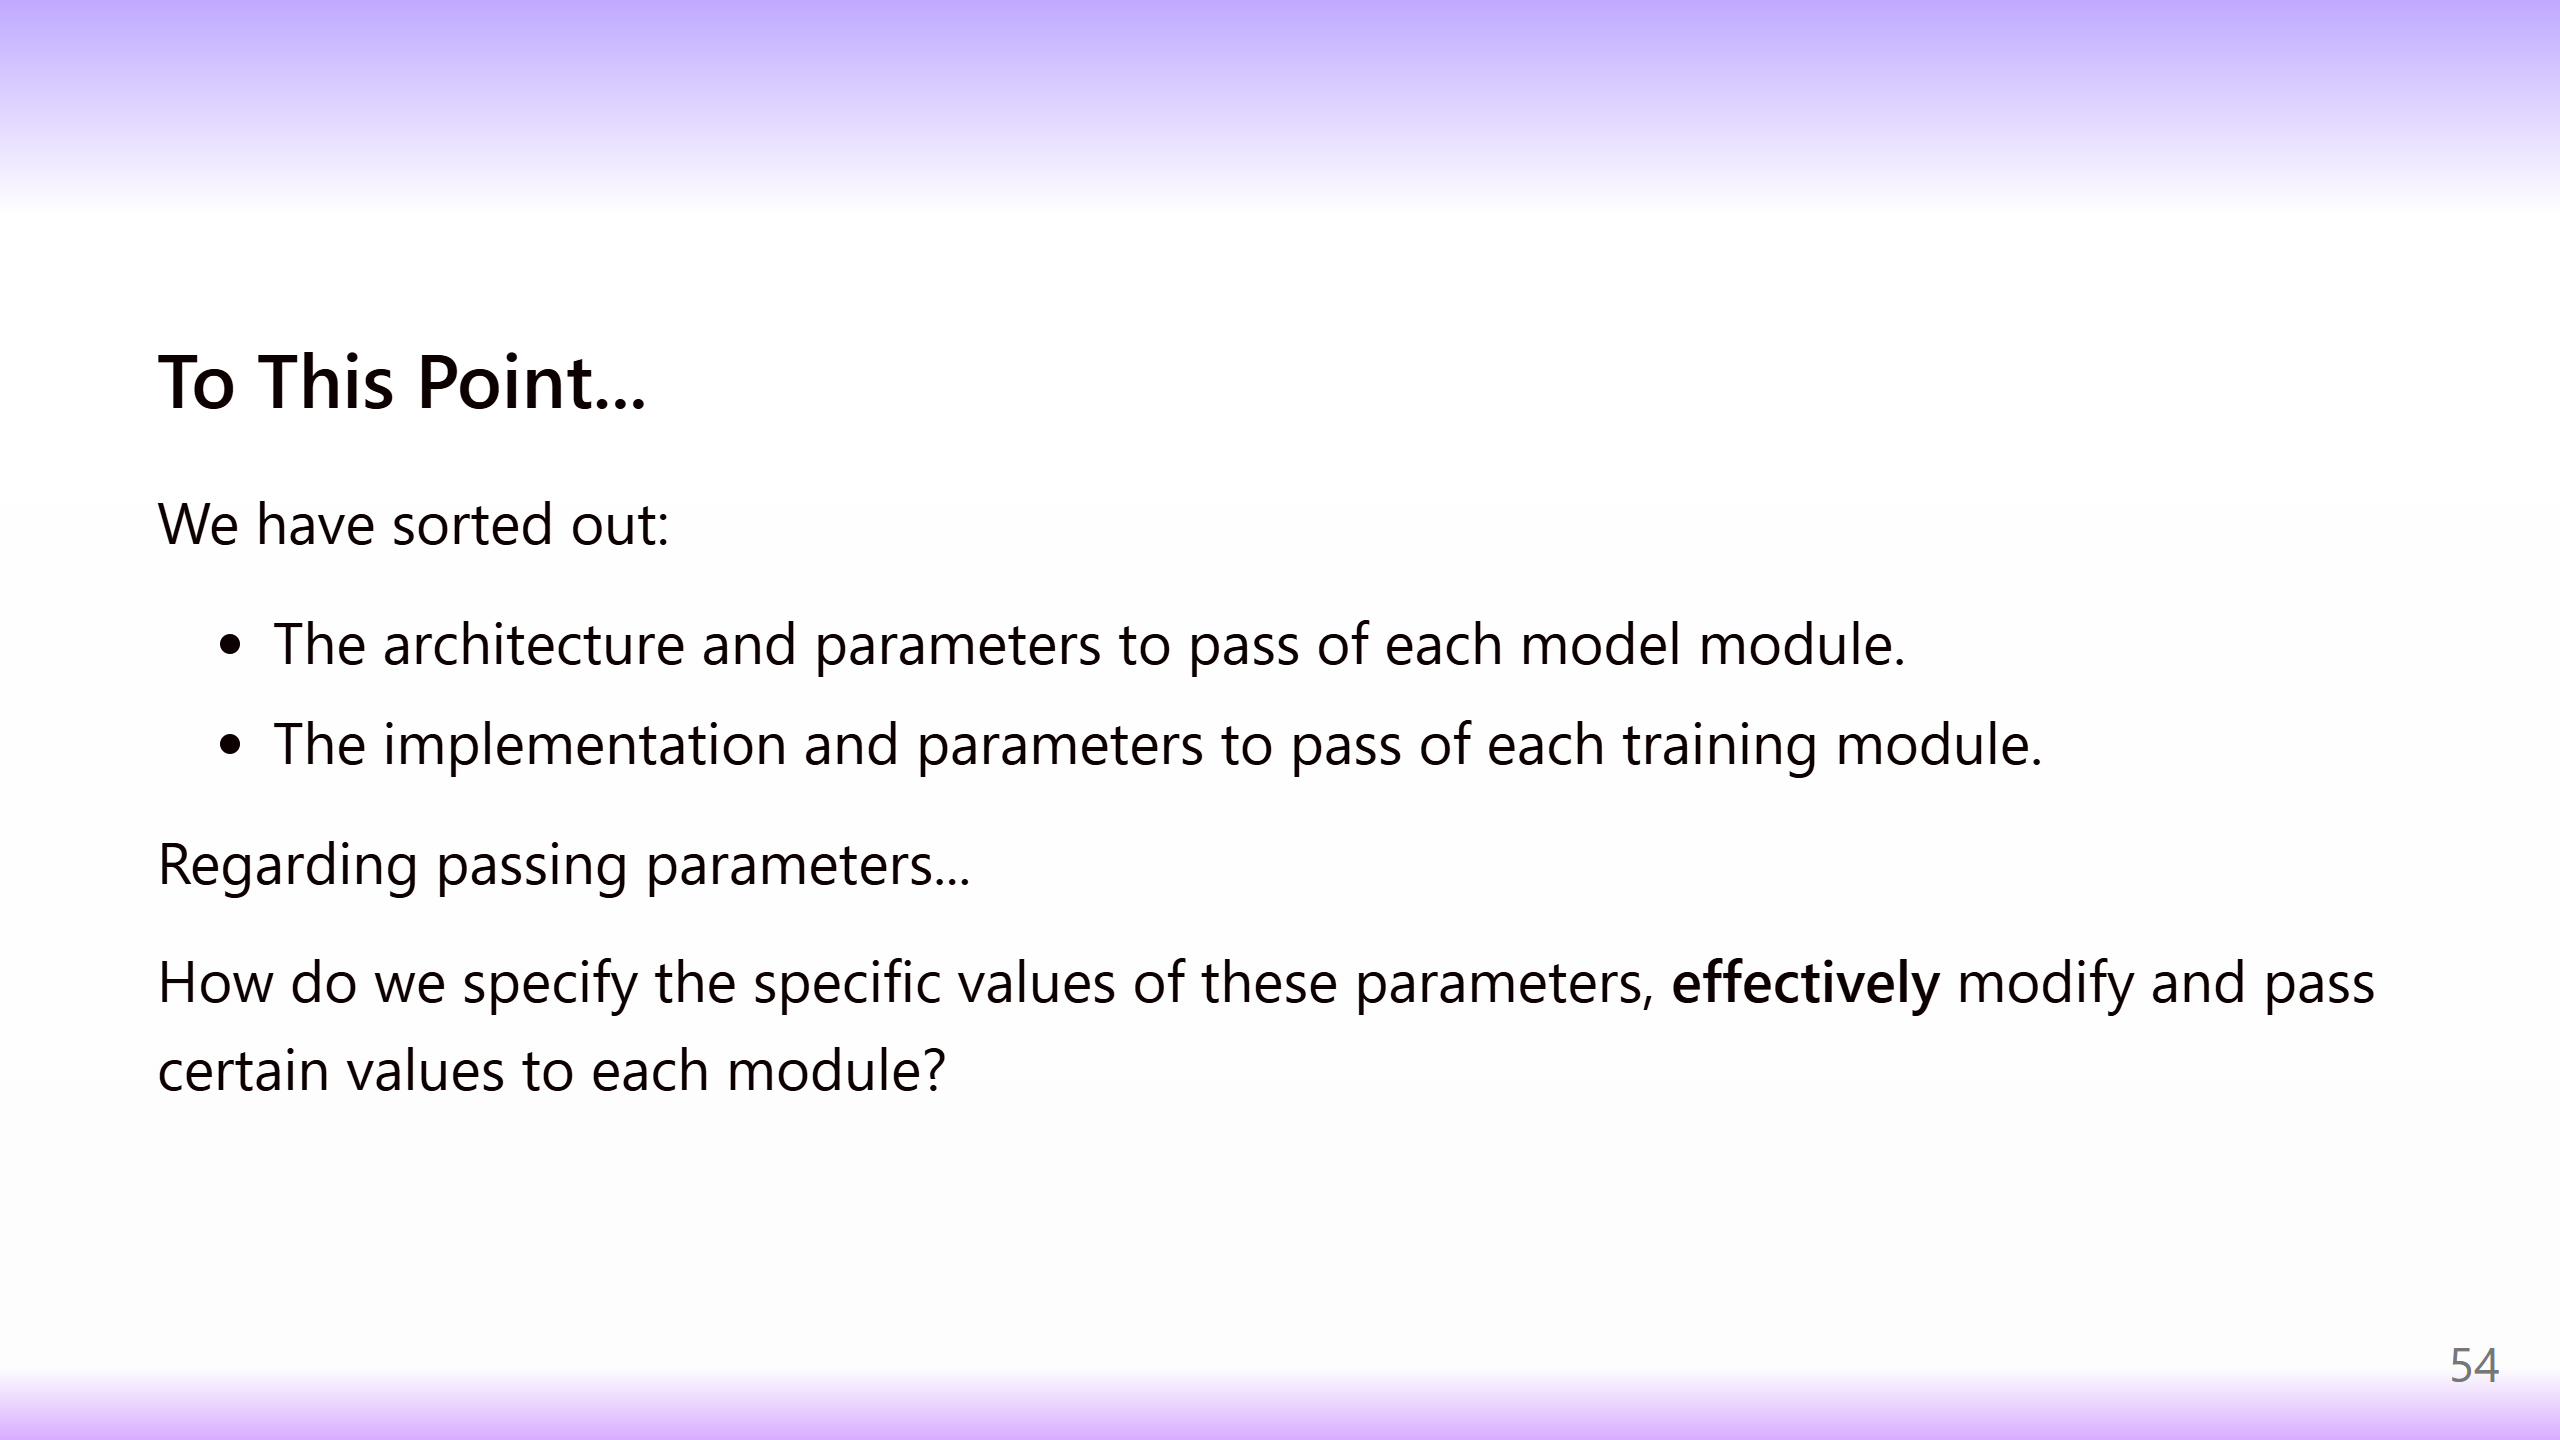 To This Point...
We have sorted out:
• The architecture and parameters to pass of each model module.
• The implementation and parameters to pass of each training module.
Regarding passing parameters...
How do we specify the specific values of these parameters, effectively modify and pass
certain values to each module?
54